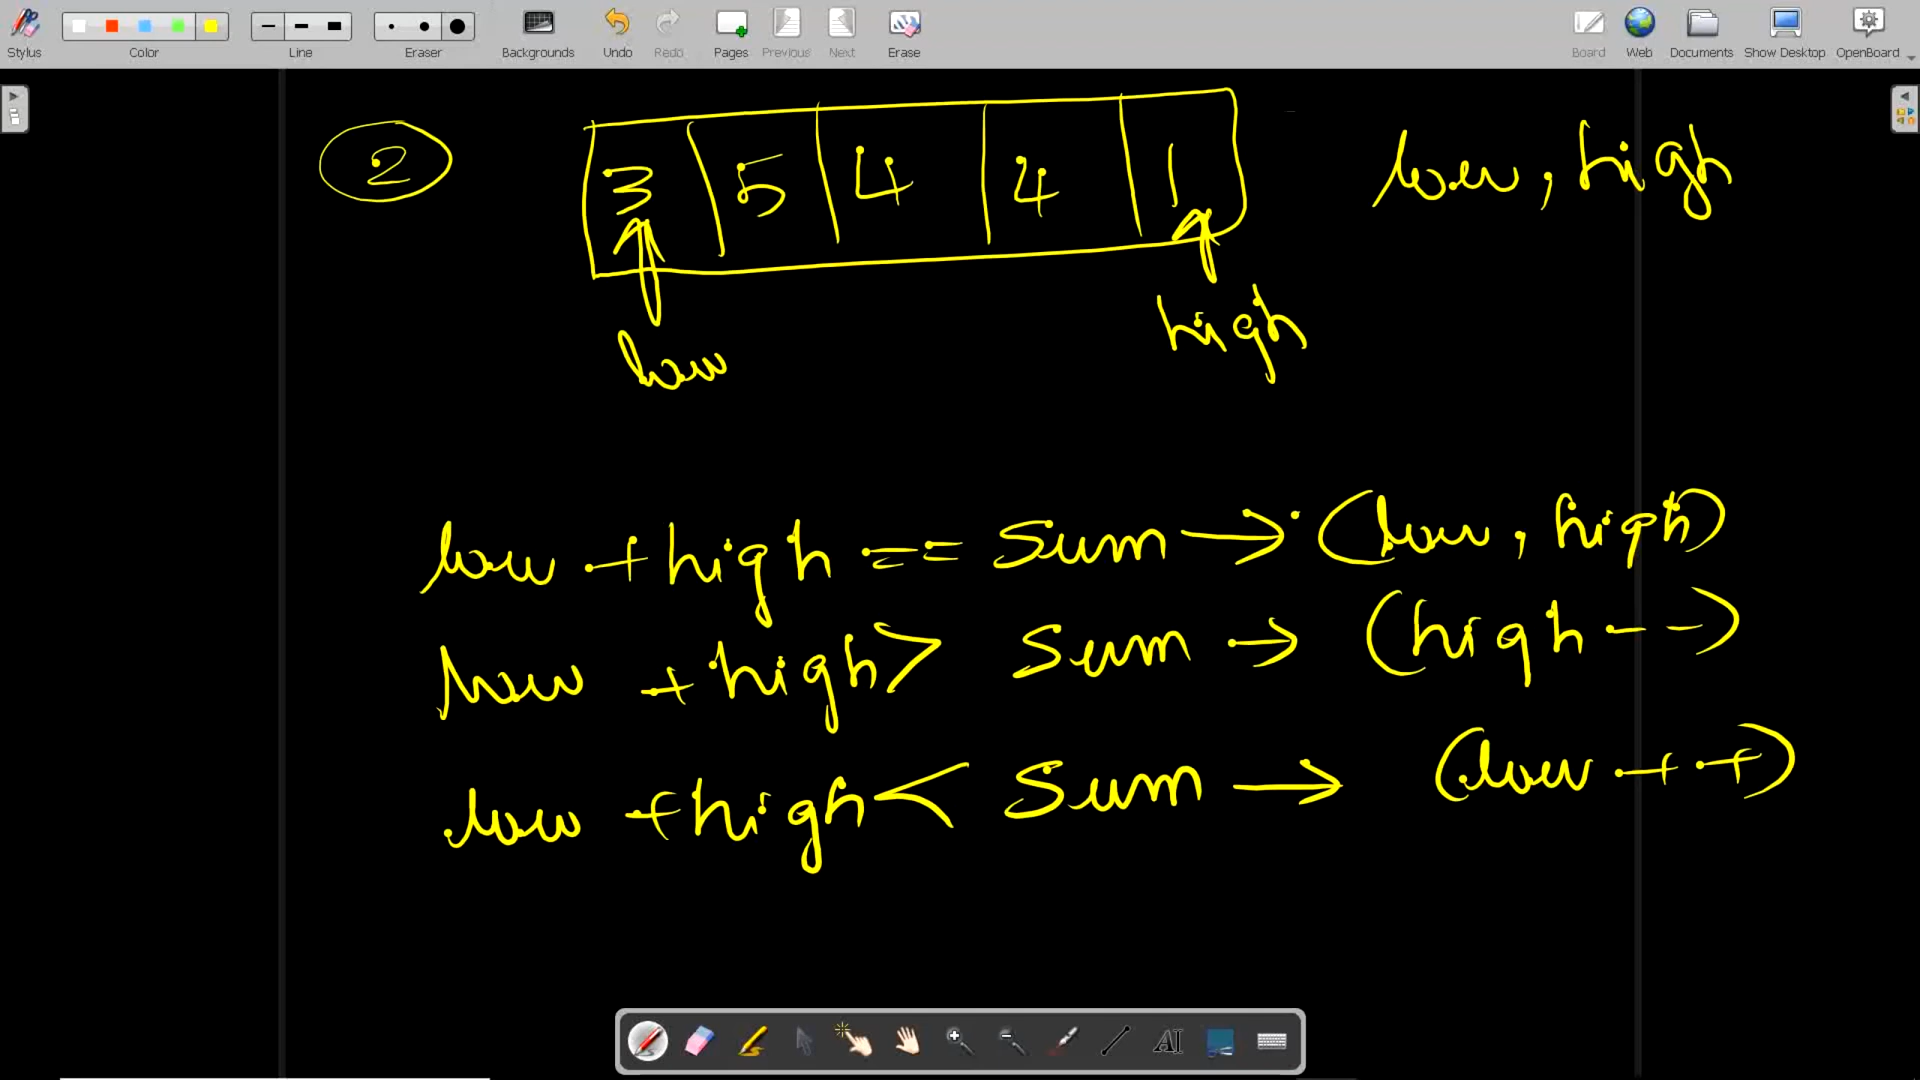 Stylus Color Line Eraser Backgrounds Undo Redo Pages Previous Next Erase Board Web Documents Show Desktop OpenBoard
2 3 5 4 4 1 low, high
low high
low + high == sum → (low, high)
low + high > sum → (high - -)
low + high < sum → (low + +)
AI